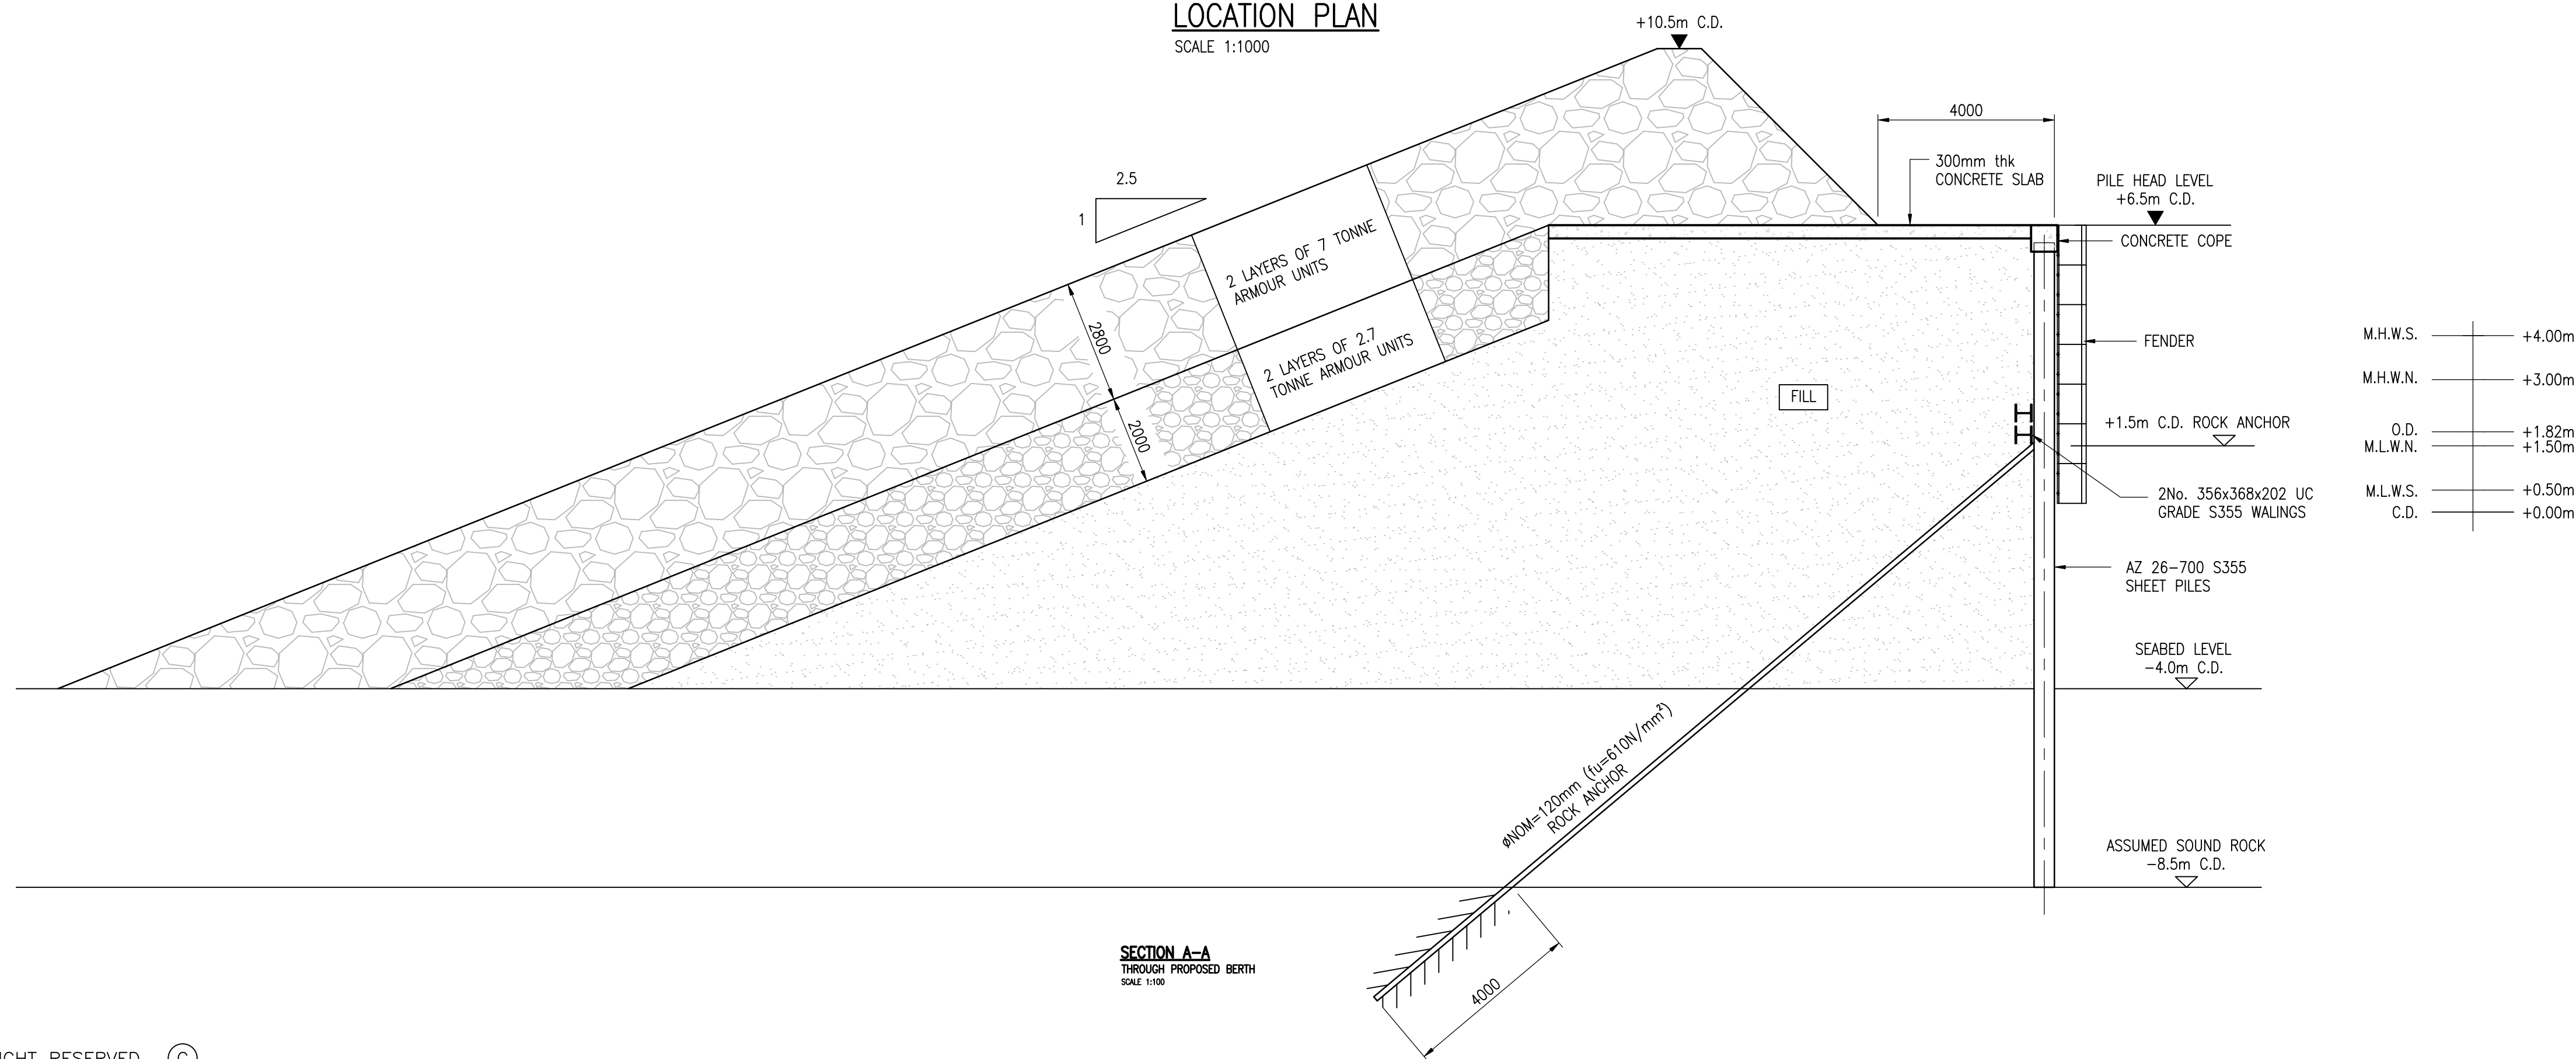 LOCATION PLAN
SCALE 1:1000
+10.5m C.D.
4000
300mm thk
CONCRETE SLAB
PILE HEAD LEVEL
+6.5m C.D.
CONCRETE COPE
2.5
1
2 LAYERS OF 7 TONNE
ARMOUR UNITS
2 LAYERS OF 2.7
TONNE ARMOUR UNITS
2800
2000
FILL
FENDER
+1.5m C.D. ROCK ANCHOR
2No. 356x368x202 UC
GRADE S355 WALINGS
AZ 26-700 S355
SHEET PILES
M.H.W.S. +4.00m
M.H.W.N. +3.00m
O.D. +1.82m
M.L.W.N. +1.50m
M.L.W.S. +0.50m
C.D. +0.00m
SEABED LEVEL
-4.0m C.D.
øNOM=120mm (fu=610N/mm²)
ROCK ANCHOR
ASSUMED SOUND ROCK
-8.5m C.D.
4000
SECTION A-A
THROUGH PROPOSED BERTH
SCALE 1:100
RESERVED C